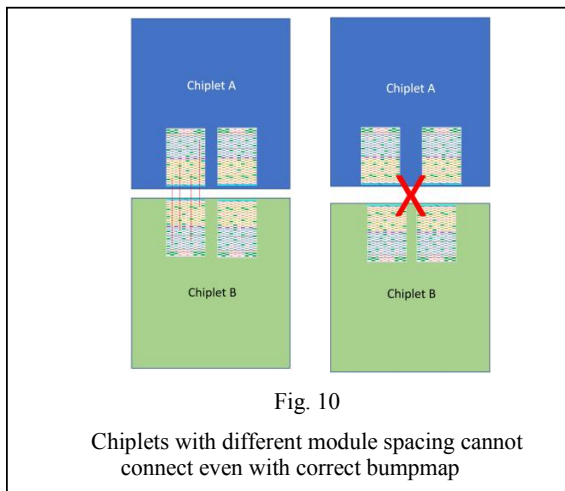 Chiplet A
Chiplet A
Chiplet B
Chiplet B
Fig. 10
Chiplets with different module spacing cannot
connect even with correct bumpmap